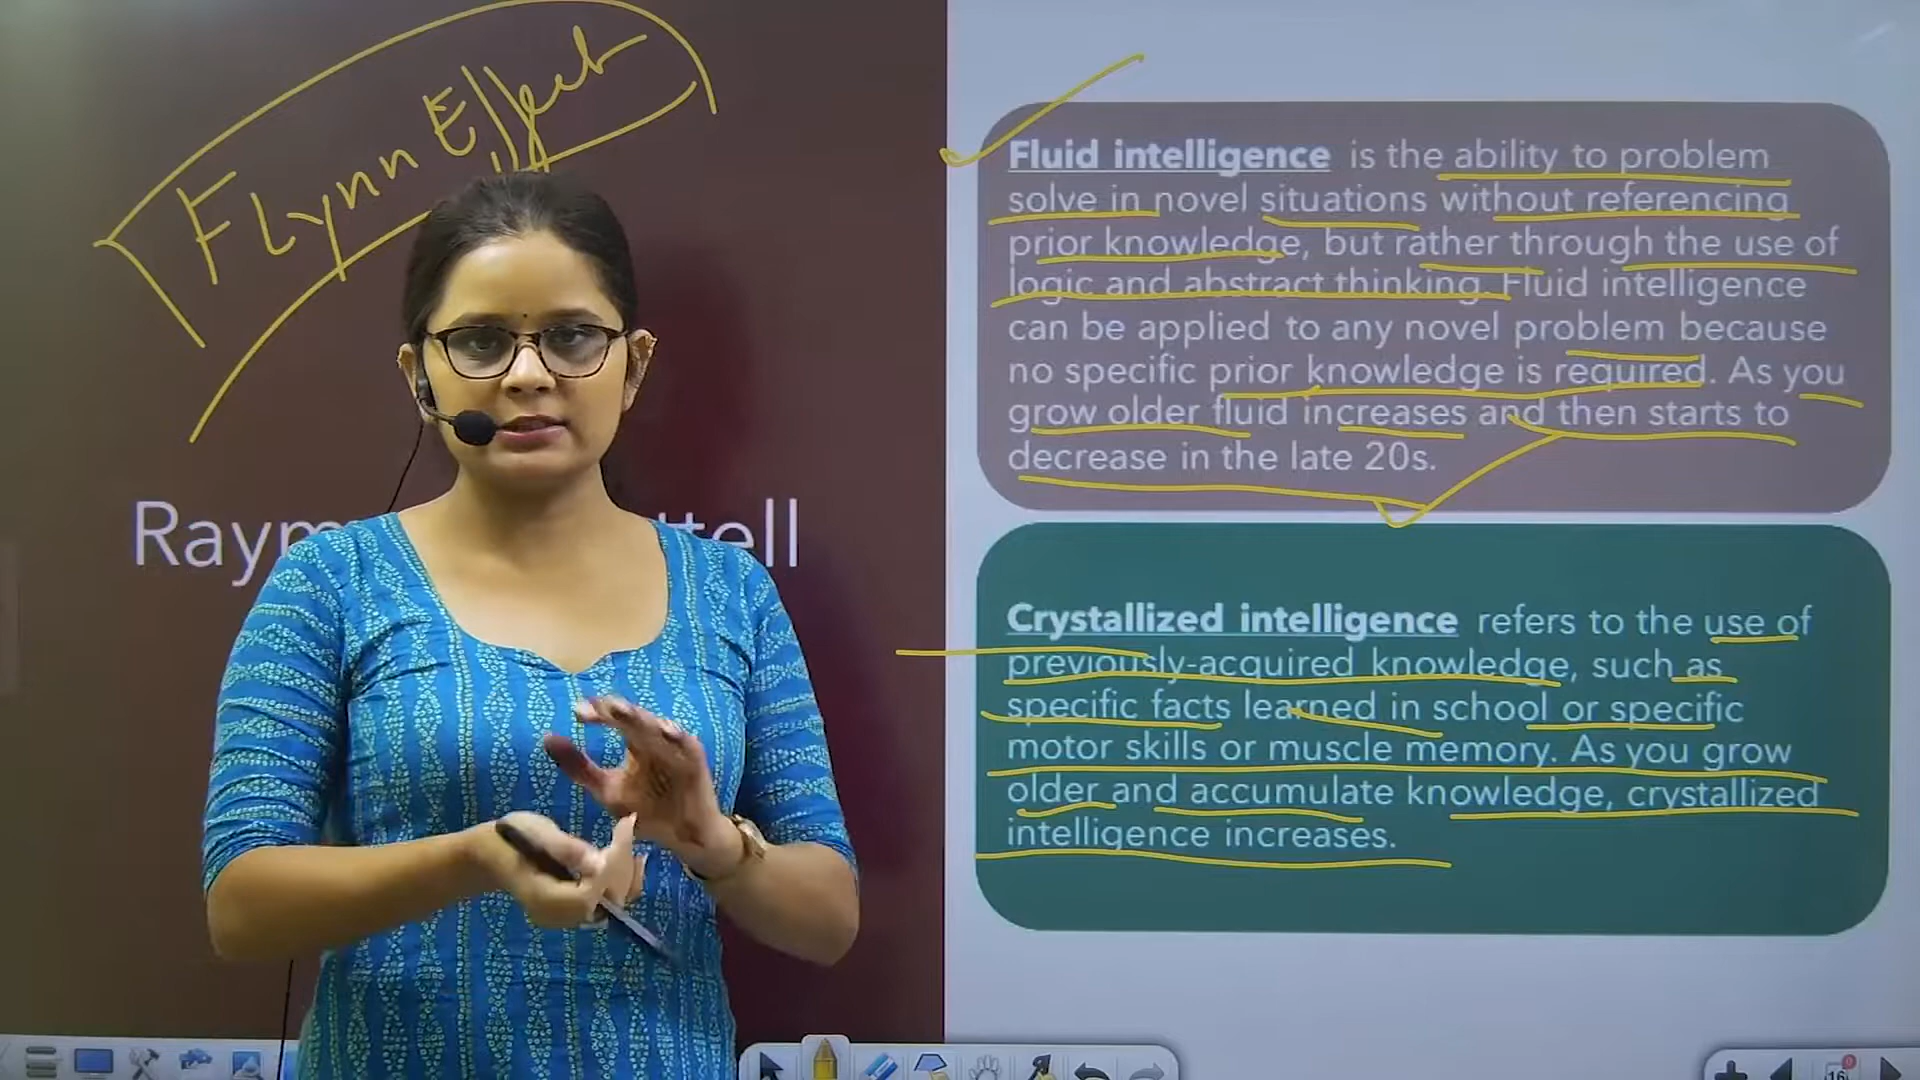 FLynn Effect
Raym ttell
Fluid intelligence is the ability to problem
solve in novel situations without referencing
prior knowledge, but rather through the use of
logic and abstract thinking. Fluid intelligence
can be applied to any novel problem because
no specific prior knowledge is required. As you
grow older fluid increases and then starts to
decrease in the late 20s.
Crystallized intelligence refers to the use of
previously-acquired knowledge, such as
specific facts learned in school or specific
motor skills or muscle memory. As you grow
older and accumulate knowledge, crystallized
intelligence increases.
16